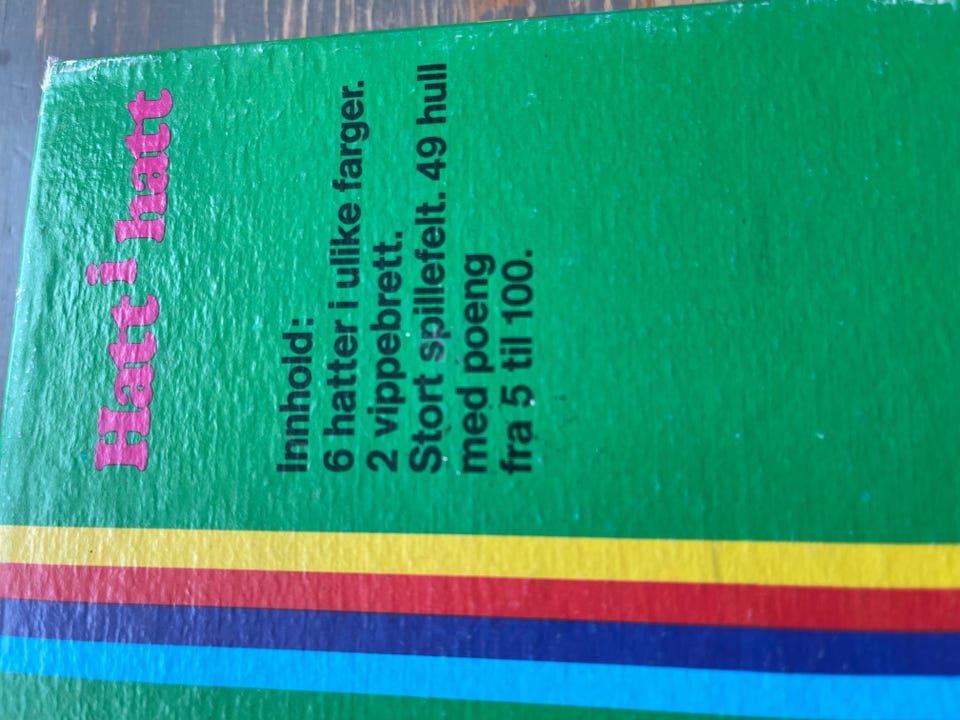 Hatt i hatt
Innhold:
6 hatter i ulike farger.
2 vippebrett.
Stort spillefelt. 49 hull
med poeng
fra 5 til 100.